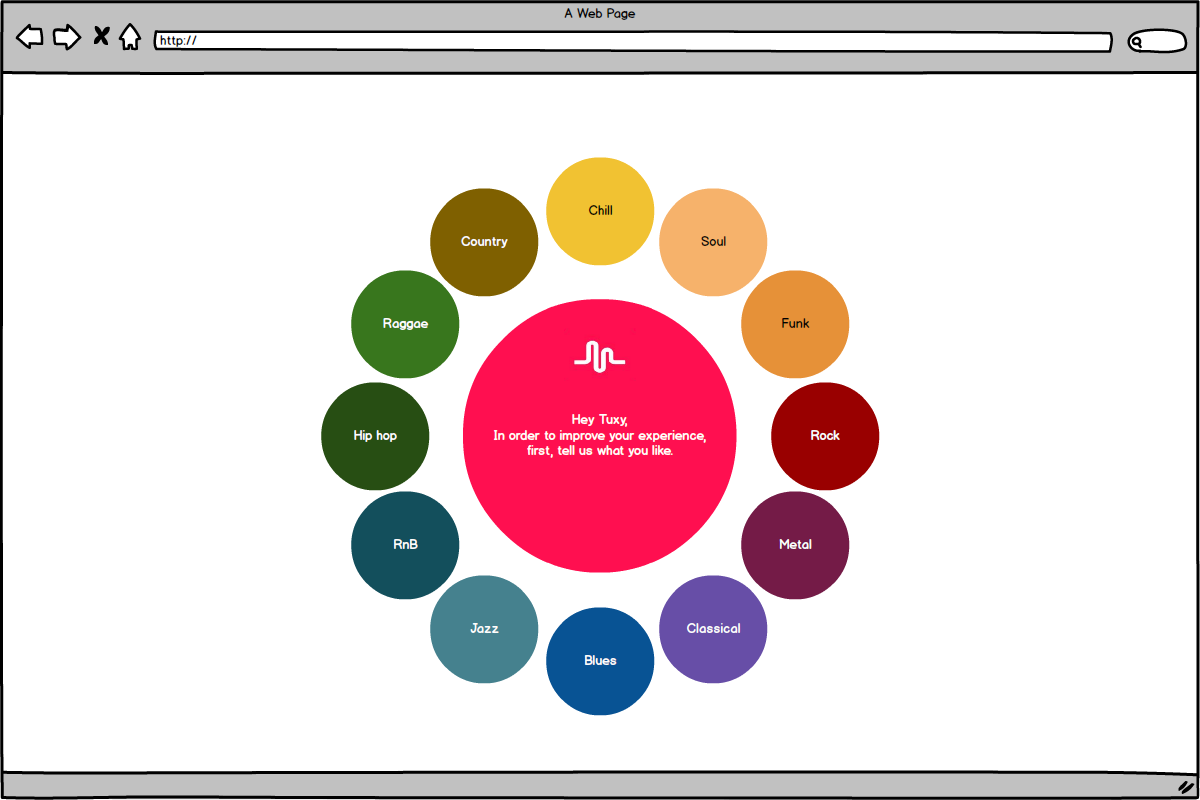 A Web Page
http://
Chill
Country
Soul
Raggae
Funk
Hey Tuxy,
In order to improve your experience,
first, tell us what you like.
Hip hop
Rock
RnB
Metal
Jazz
Classical
Blues